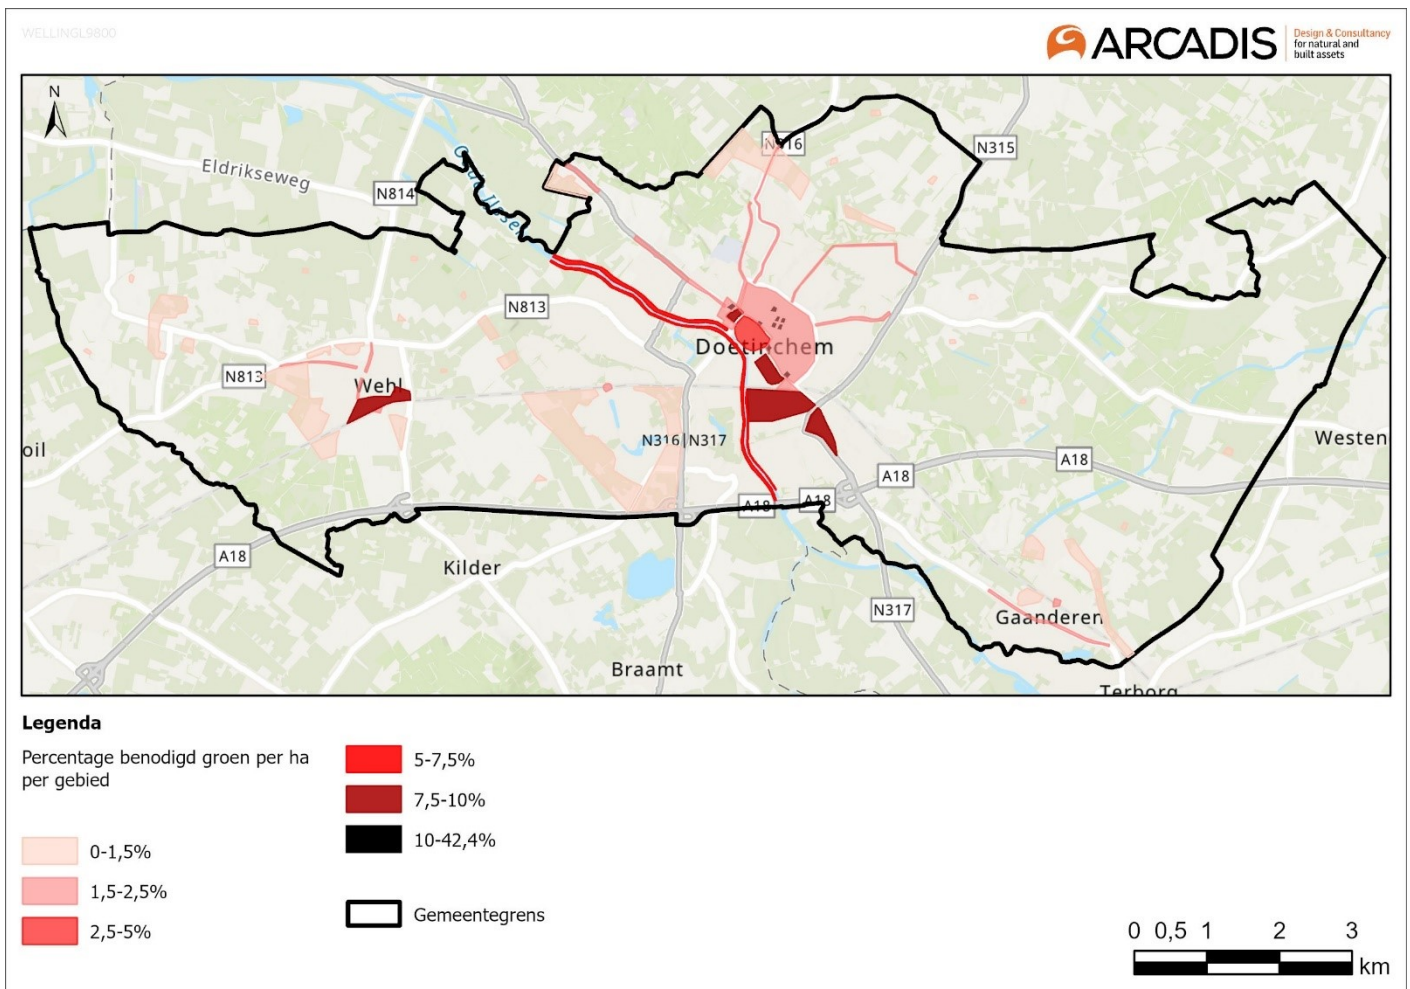 WELLINGL9800
ARCADIS
Design & Consultancy
for natural and
built assets
N
Eldrikseweg
N814
Oude IJssel
N316
N315
N813
Doetinchem
N813
Wehl
N316|N317
oil
Westen
A18
A18
A18
A18
A18
Kilder
N317
Gaanderen
Braamt
Terborg
Legenda
Percentage benodigd groen per ha
per gebied
0-1,5%
1,5-2,5%
2,5-5%
5-7,5%
7,5-10%
10-42,4%
Gemeentegrens
0 0,5 1 2 3
km